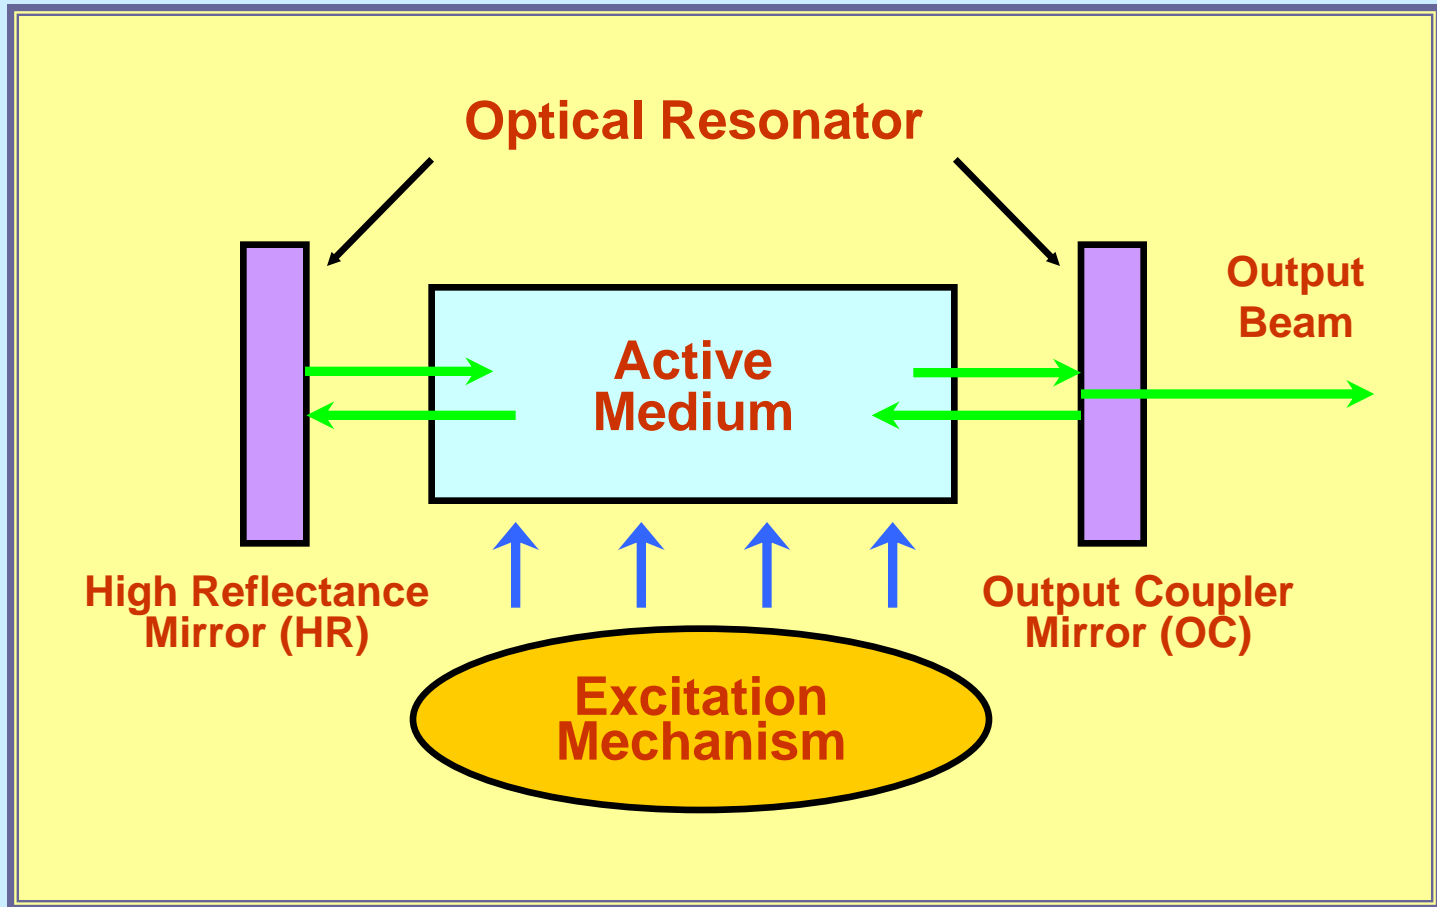 Optical Resonator
Output
Beam
Active
Medium
High Reflectance
Mirror (HR)
Output Coupler
Mirror (OC)
Excitation
Mechanism